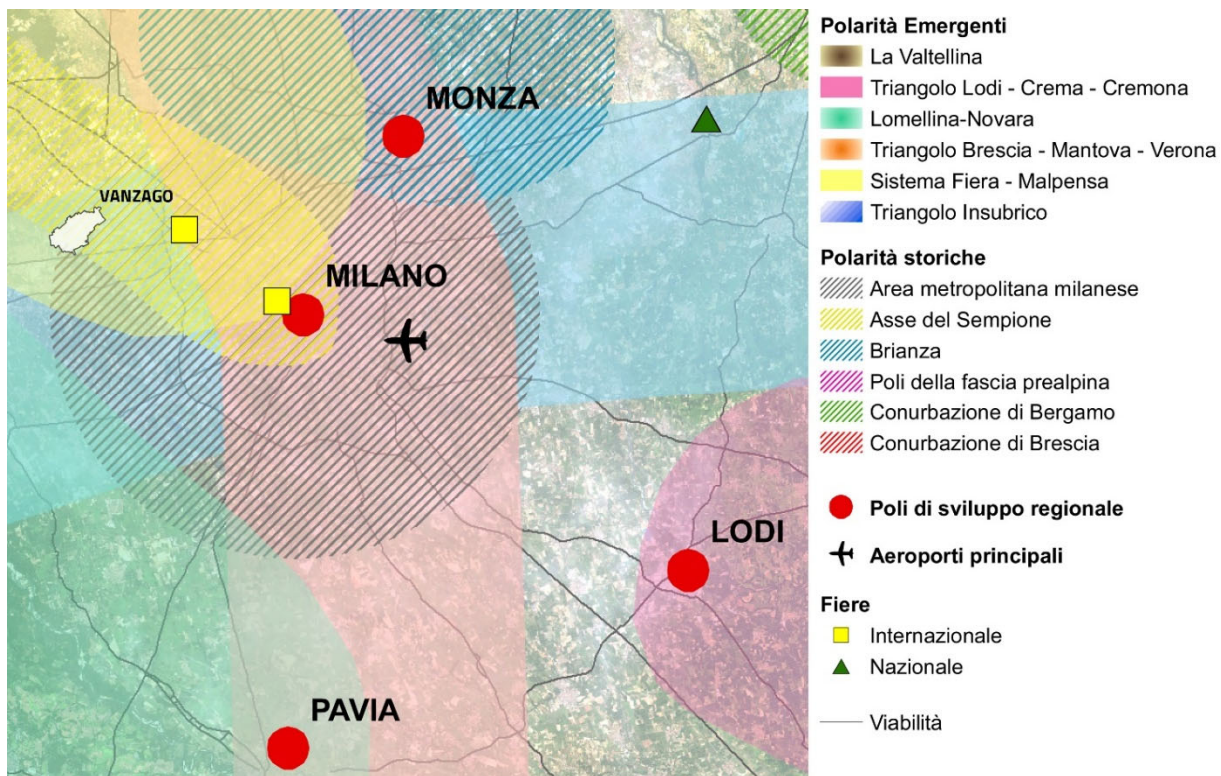 MONZA
VANZAGO
MILANO
LODI
PAVIA
Polarità Emergenti
La Valtellina
Triangolo Lodi - Crema - Cremona
Lomellina-Novara
Triangolo Brescia - Mantova - Verona
Sistema Fiera - Malpensa
Triangolo Insubrico
Polarità storiche
Area metropolitana milanese
Asse del Sempione
Brianza
Poli della fascia prealpina
Conurbazione di Bergamo
Conurbazione di Brescia
Poli di sviluppo regionale
Aeroporti principali
Fiere
Internazionale
Nazionale
Viabilità